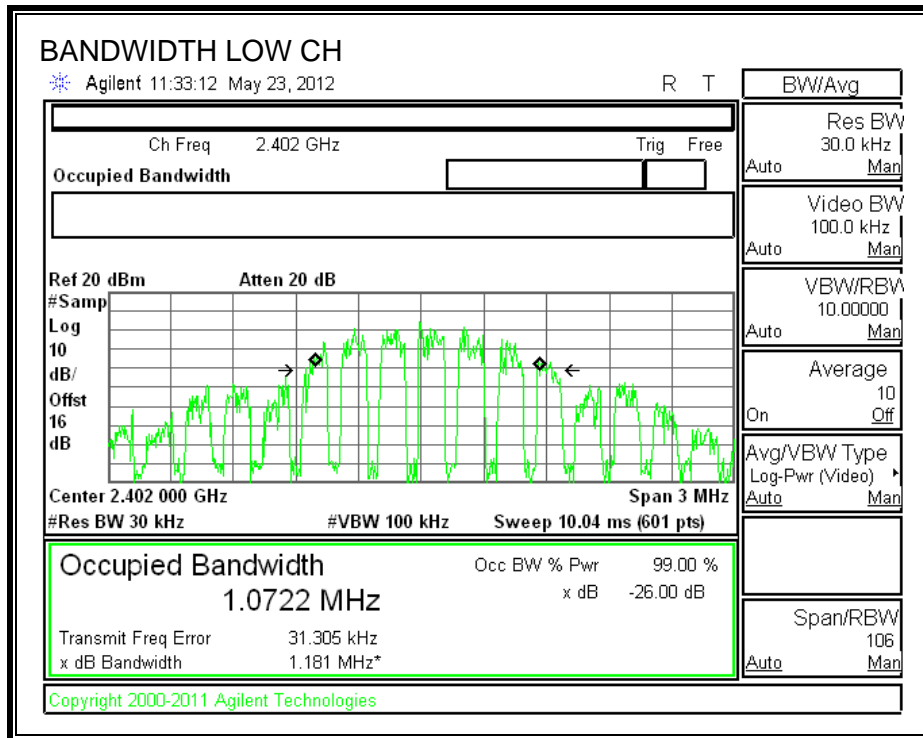 BANDWIDTH LOW CH
Agilent 11:33:12 May 23, 2012 R T
Ch Freq 2.402 GHz Trig Free
Occupied Bandwidth
Ref 20 dBm Atten 20 dB
#Samp
Log
10
dB/
Offst
16
dB
Center 2.402 000 GHz Span 3 MHz
#Res BW 30 kHz #VBW 100 kHz Sweep 10.04 ms (601 pts)
Occupied Bandwidth
1.0722 MHz
Occ BW % Pwr 99.00 %
x dB -26.00 dB
Transmit Freq Error 31.305 kHz
x dB Bandwidth 1.181 MHz*
Copyright 2000-2011 Agilent Technologies
BW/Avg
Res BW
30.0 kHz
Auto Man
Video BW
100.0 kHz
Auto Man
VBW/RBW
10.00000
Auto Man
Average
10
On Off
Avg/VBW Type
Log-Pwr (Video)
Auto Man
Span/RBW
106
Auto Man